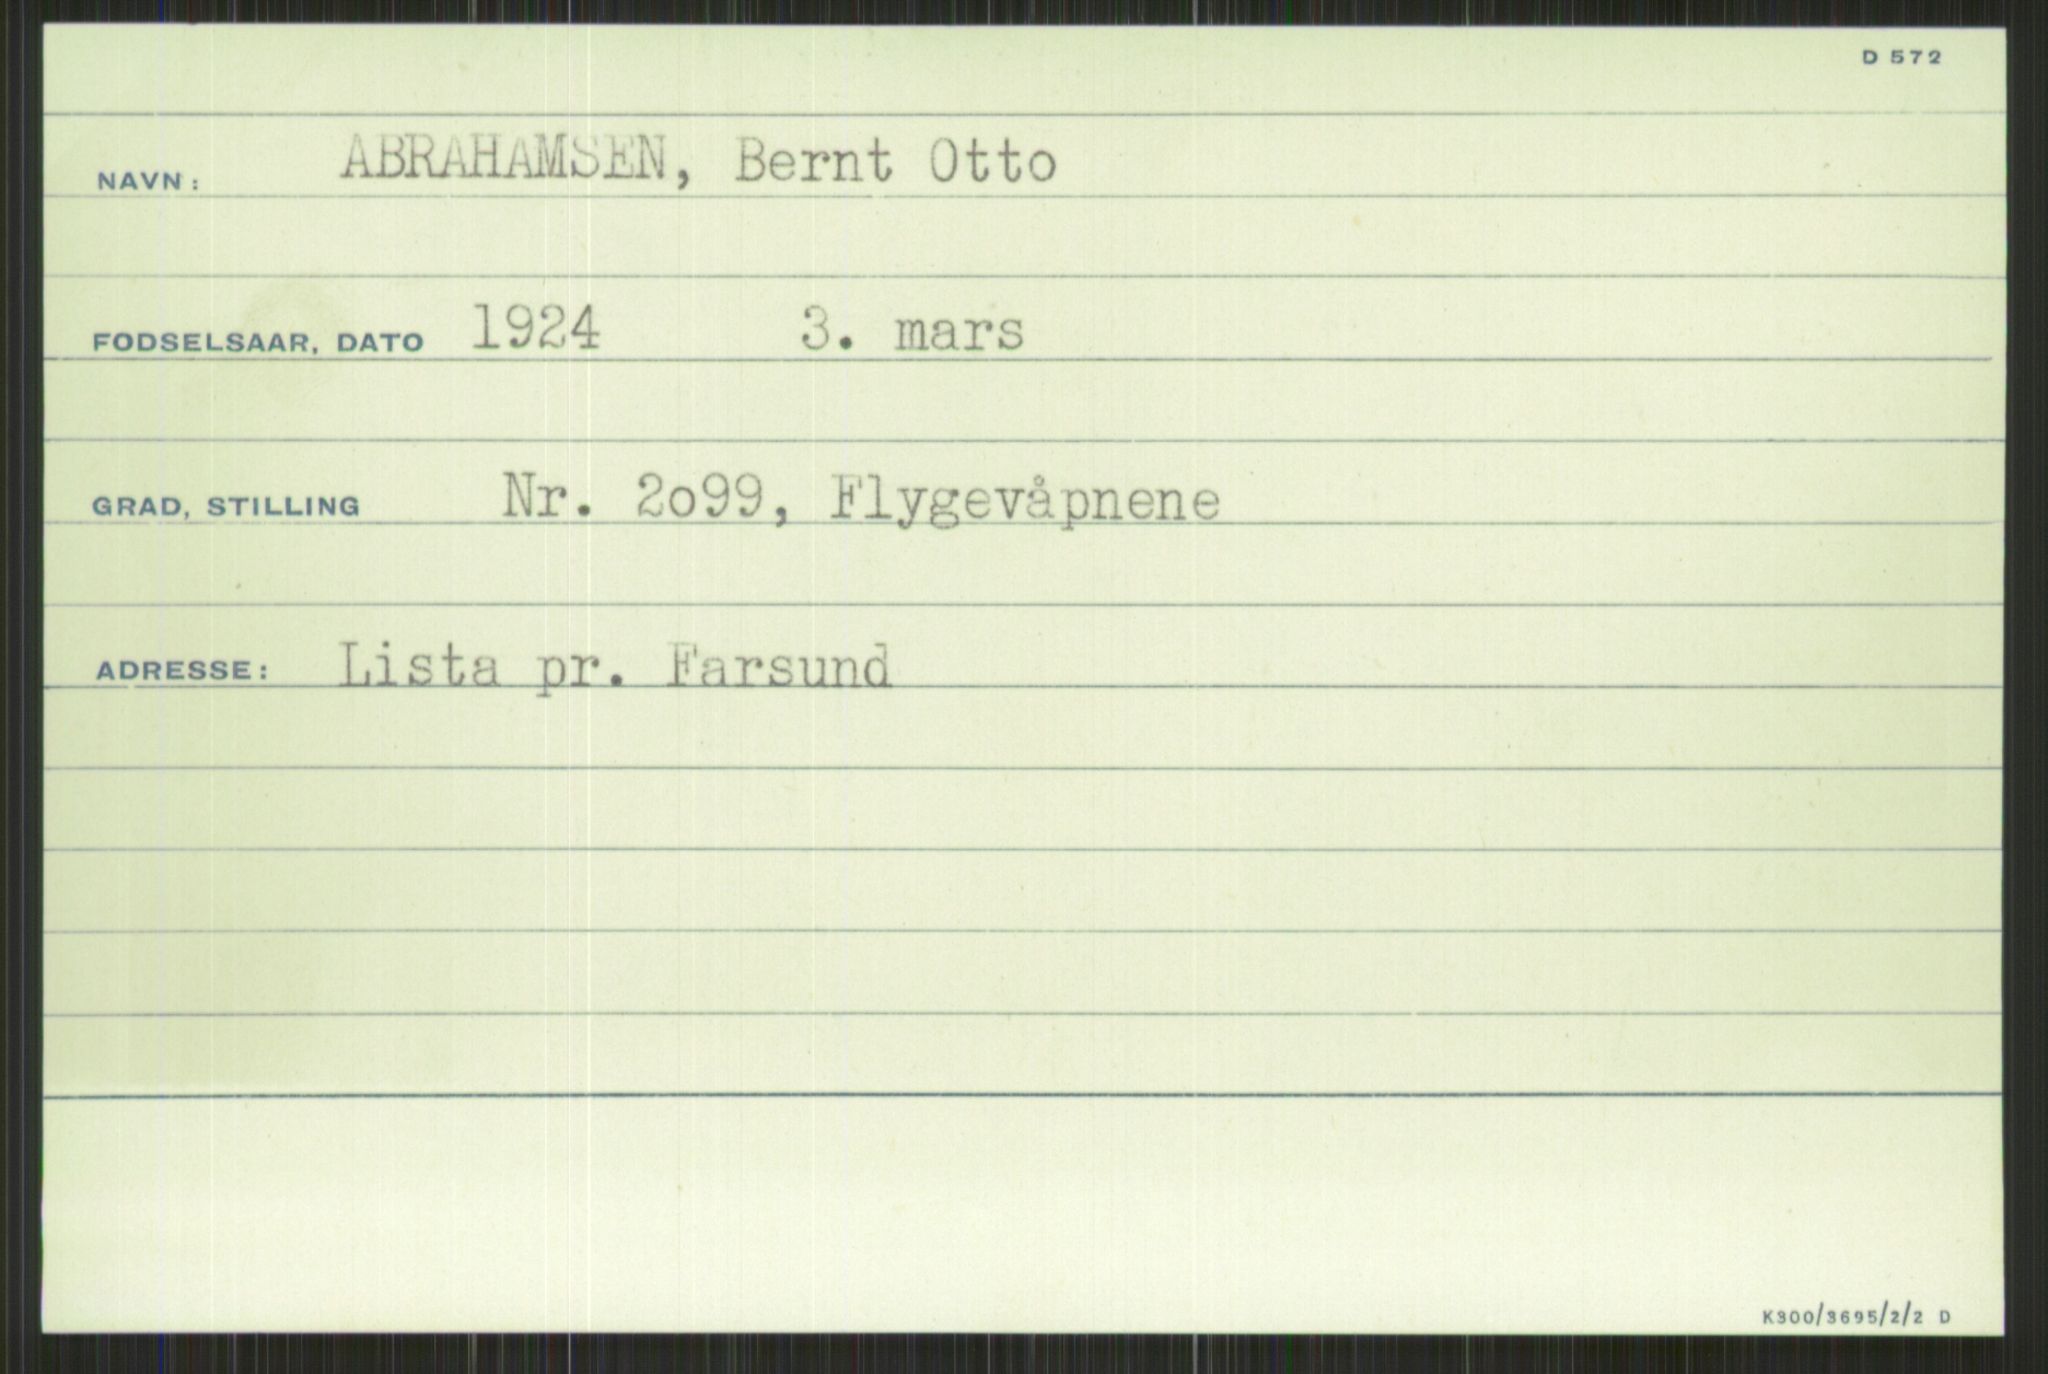 D 572
NAVN: ABRAHAMSEN, Bernt Otto
FODSELSAAR, DATO 1924 3. mars
GRAD, STILLING Nr. 2o99, Flygevåpnene
ADRESSE: Lista pr. Farsund
K300/3695/2/2 D